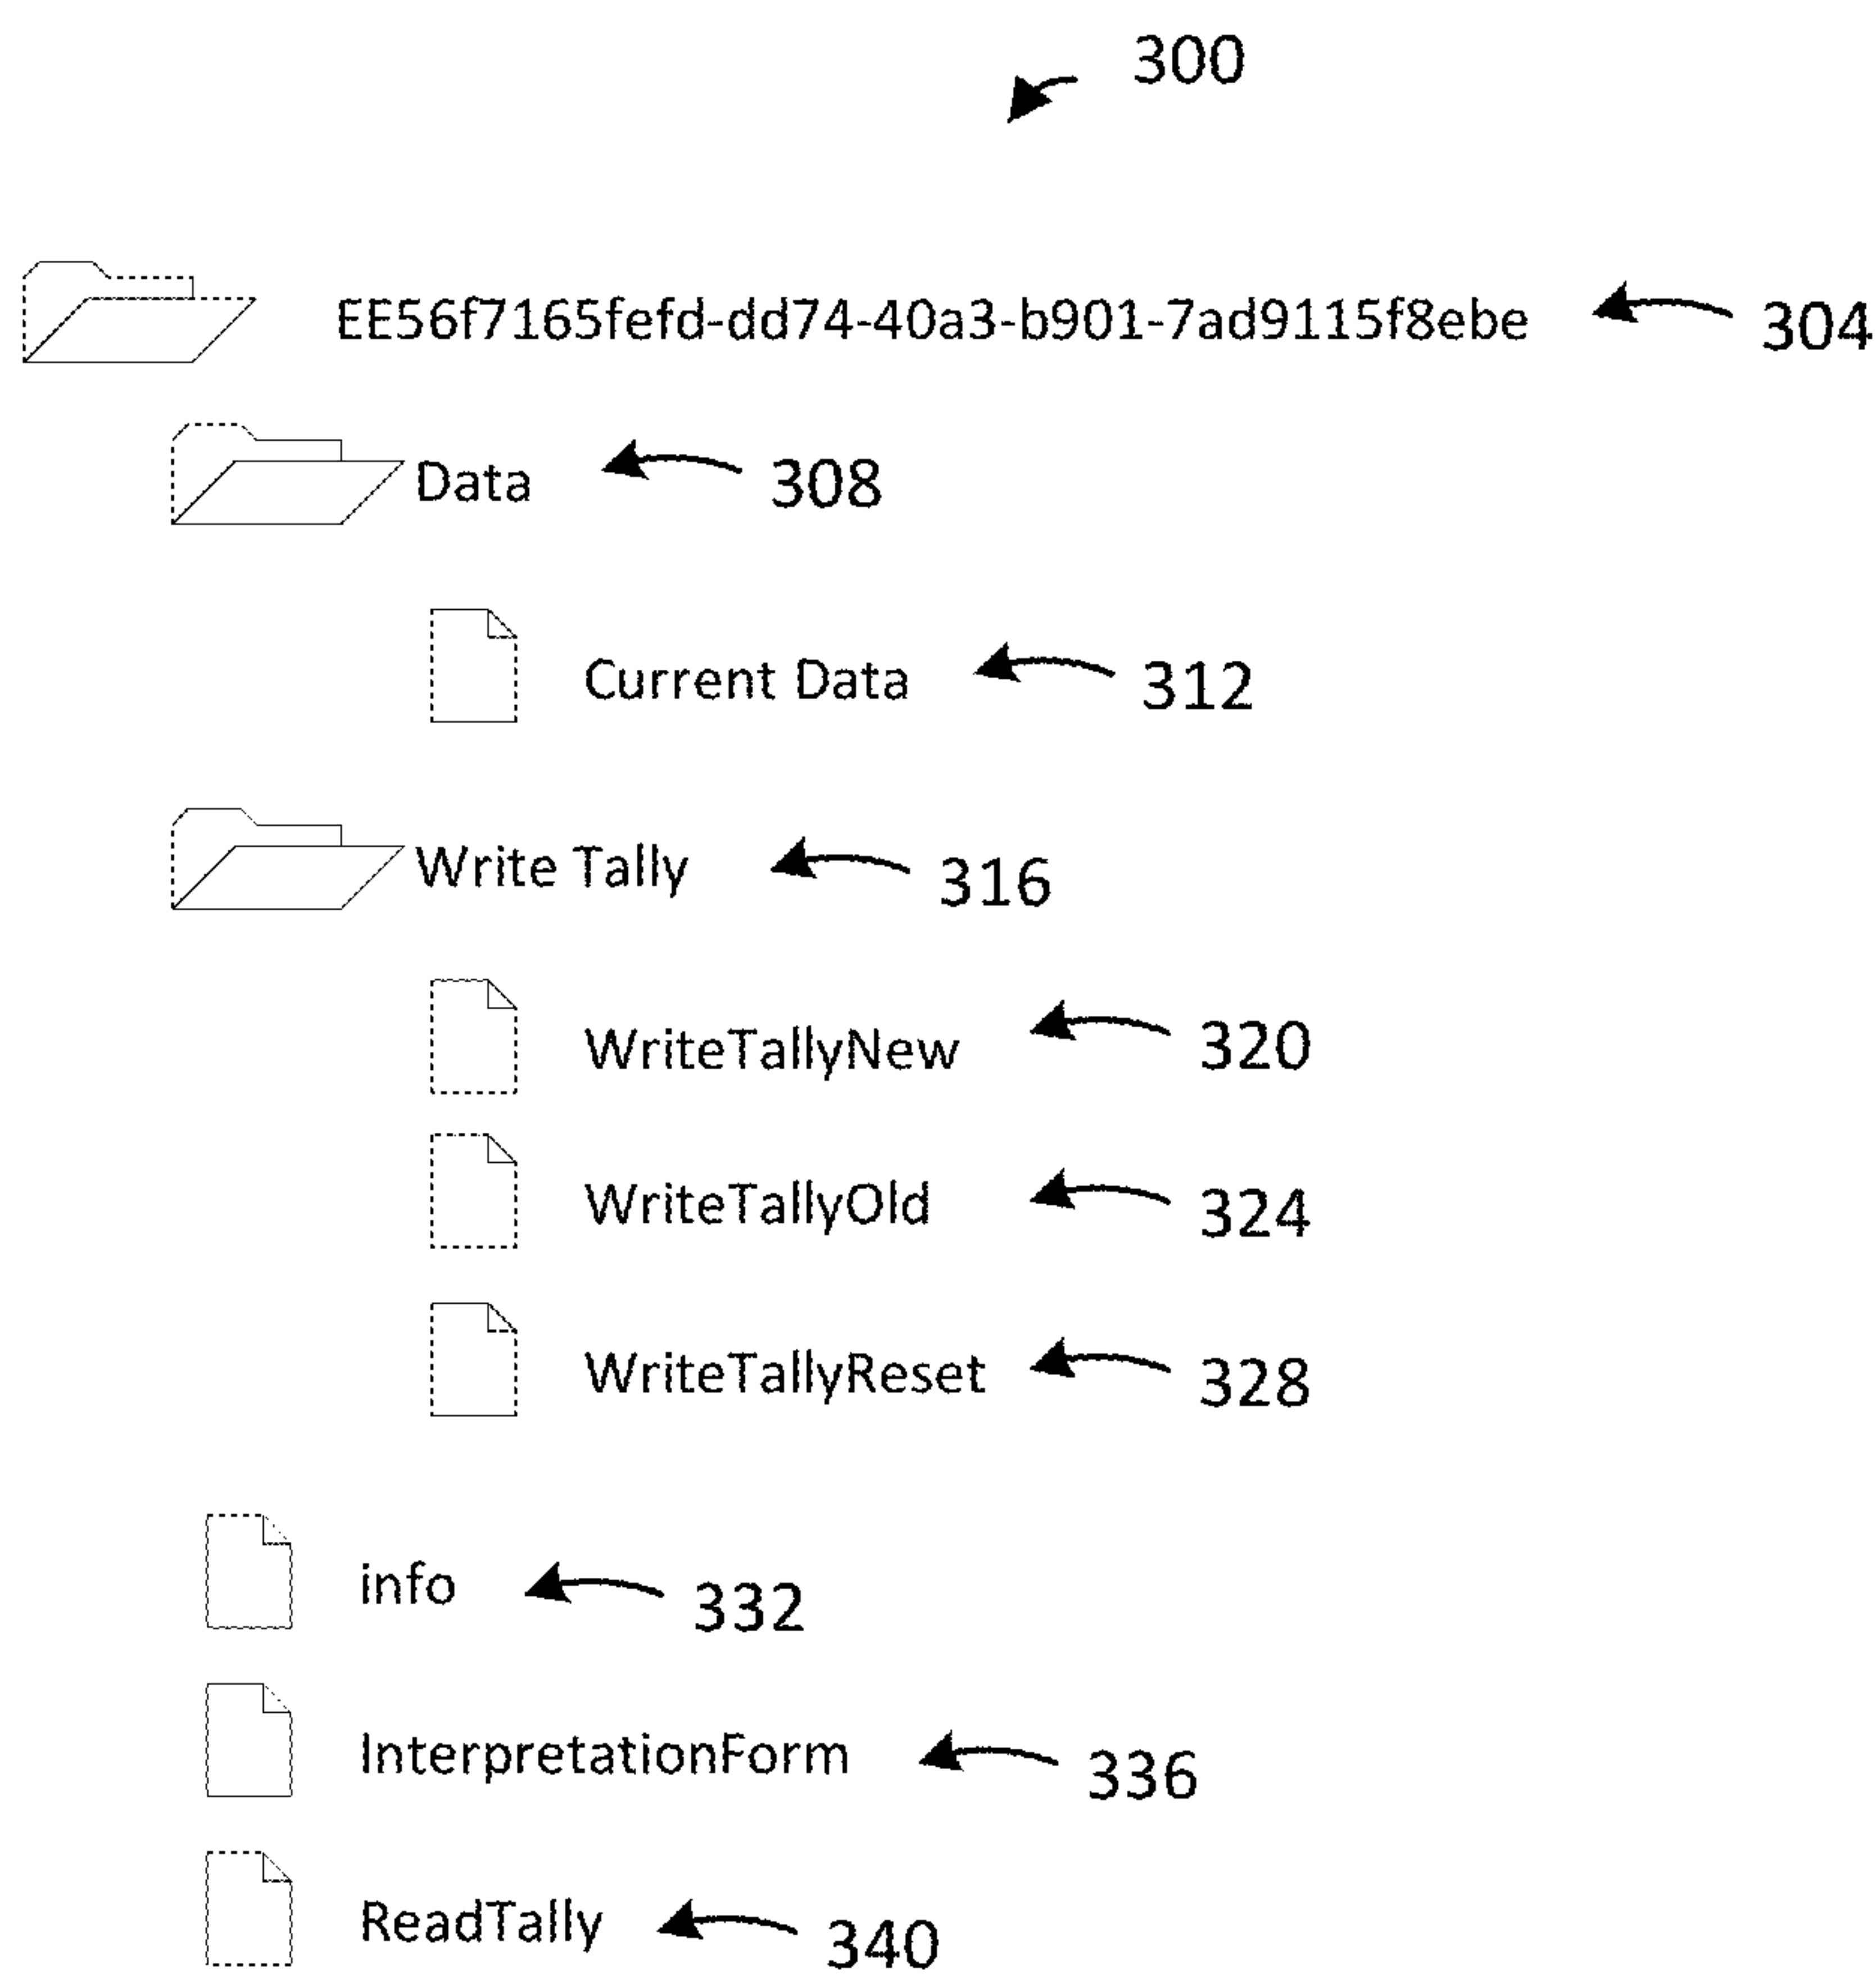 300
EE56f7165fefd-dd74-40a3-b901-7ad9115f8ebe 304
Data 308
Current Data 312
Write Tally 316
WriteTallyNew 320
WriteTallyOld 324
WriteTallyReset 328
info 332
InterpretationForm 336
ReadTally 340